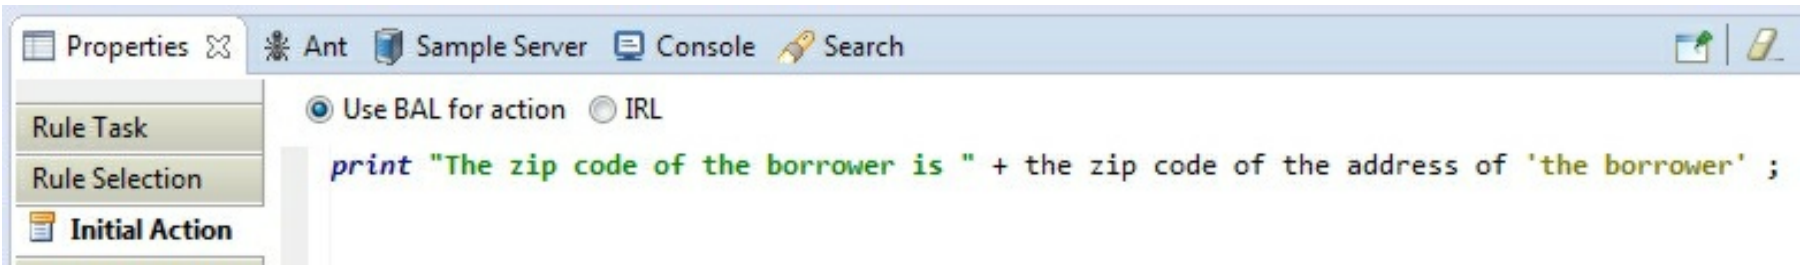 Properties Ant Sample Server Console Search
Use BAL for action IRL
Rule Task
print "The zip code of the borrower is " + the zip code of the address of 'the borrower' ;
Rule Selection
Initial Action